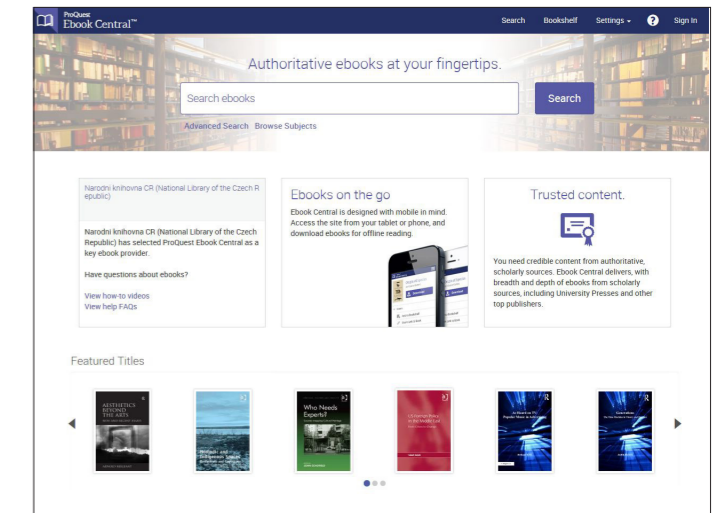 ProQuest
Ebook Central™
Search Bookshelf Settings ? Sign In
Authoritative ebooks at your fingertips.
Search ebooks
Search
Advanced Search Browse Subjects
Narodni knihovna CR (National Library of the Czech R
epublic)
Narodni knihovna CR (National Library of the Czech
Republic) has selected ProQuest Ebook Central as a
key ebook provider.
Have questions about ebooks?
View how-to videos
View help FAQs
Ebooks on the go
Ebook Central is designed with mobile in mind.
Access the site from your tablet or phone, and
download ebooks for offline reading.
Trusted content.
You need credible content from authoritative,
scholarly sources. Ebook Central delivers, with
breadth and depth of ebooks from scholarly
sources, including University Presses and other
top publishers.
Featured Titles
AESTHETICS
BEYOND
THE ARTS
Who Needs
Experts?